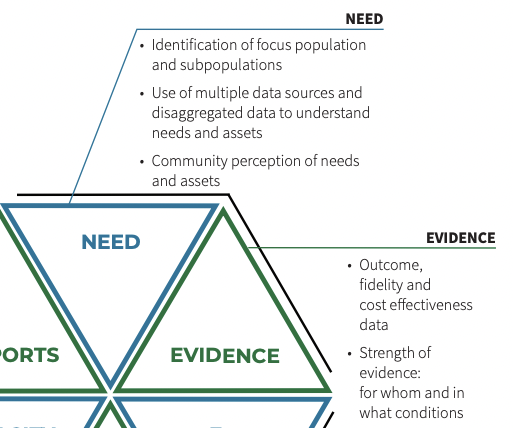 NEED
• Identification of focus population
and subpopulations
• Use of multiple data sources and
disaggregated data to understand
needs and assets
• Community perception of needs
and assets
NEED
EVIDENCE
• Outcome,
fidelity and
cost effectiveness
data
• Strength of
evidence:
for whom and in
what conditions
PORTS
EVIDENCE